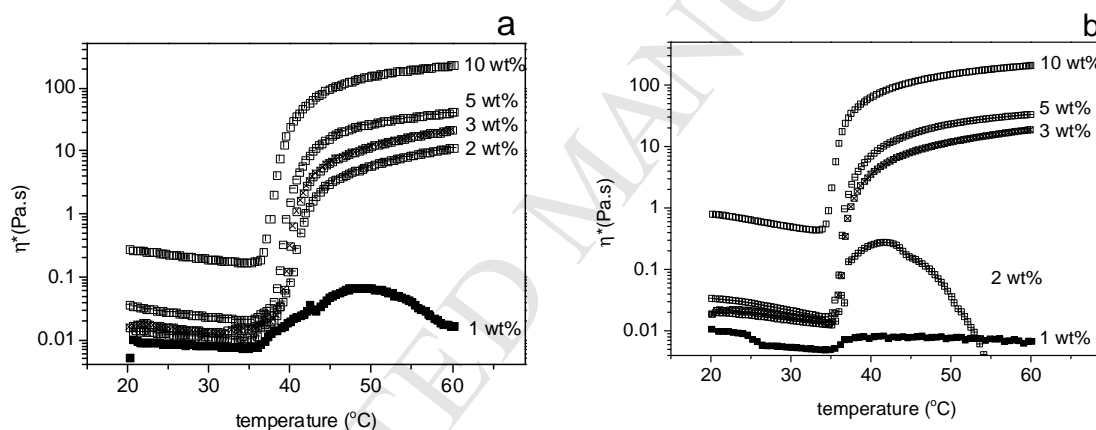 a
100
10
1
0.1
0.01
η*(Pa.s)
20 30 40 50 60
temperature (°C)
10 wt%
5 wt%
3 wt%
2 wt%
1 wt%
b
100
10
1
0.1
0.01
η*(Pa.s)
20 30 40 50 60
temperature (°C)
10 wt%
5 wt%
3 wt%
2 wt%
1 wt%
TED MANU